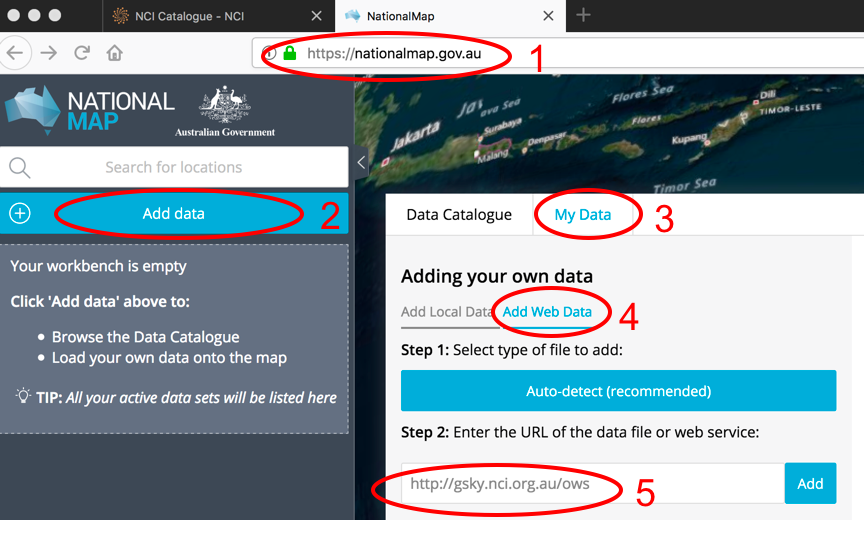 NCI Catalogue - NCI
NationalMap
https://nationalmap.gov.au
1
NATIONAL
MAP
Australian Government
Search for locations
Add data
2
Your workbench is empty
Click 'Add data' above to:
Browse the Data Catalogue
Load your own data onto the map
TIP: All your active data sets will be listed here
Jakarta
Java Sea
Surabaya
Malang
Denpasar
Flores Sea
Flores
Kupang
Dili
TIMOR-LESTE
Timor Sea
Data Catalogue
My Data
3
Adding your own data
Add Local Data
Add Web Data
4
Step 1: Select type of file to add:
Auto-detect (recommended)
Step 2: Enter the URL of the data file or web service:
http://gsky.nci.org.au/ows
5
Add